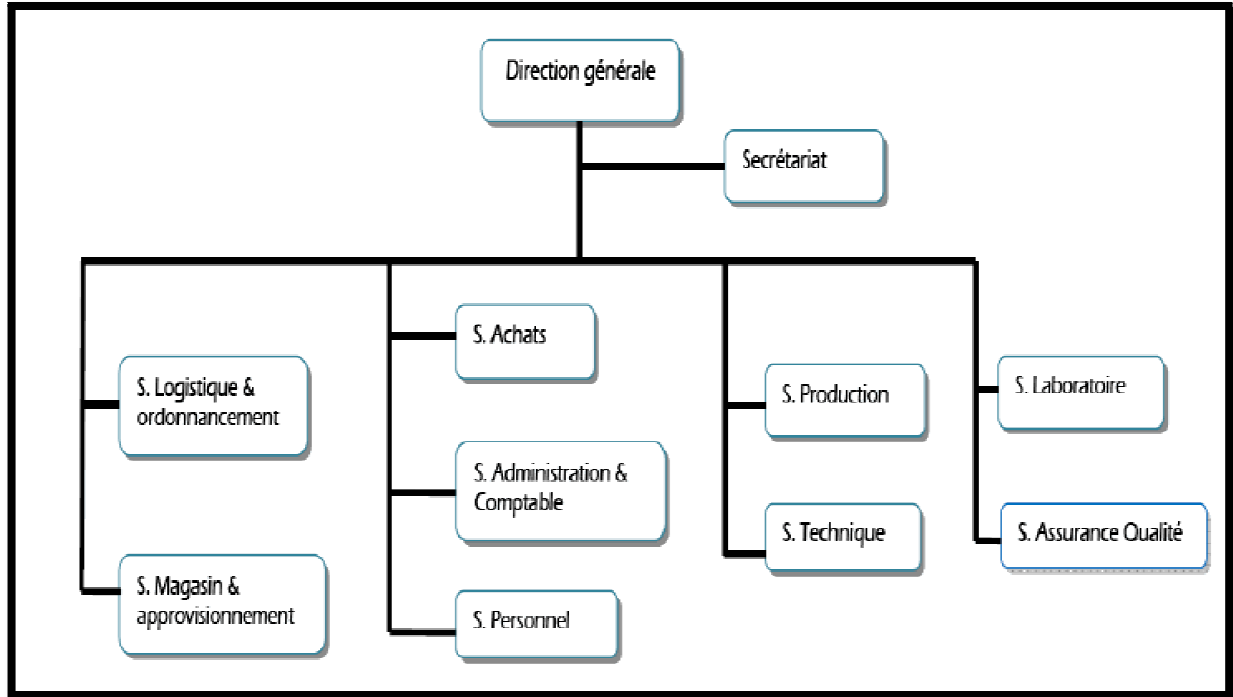 Direction générale
Secrétariat
S. Logistique &
ordonnancement
S. Magasin &
approvisionnement
S. Achats
S. Administration &
Comptable
S. Personnel
S. Production
S. Technique
S. Laboratoire
S. Assurance Qualité